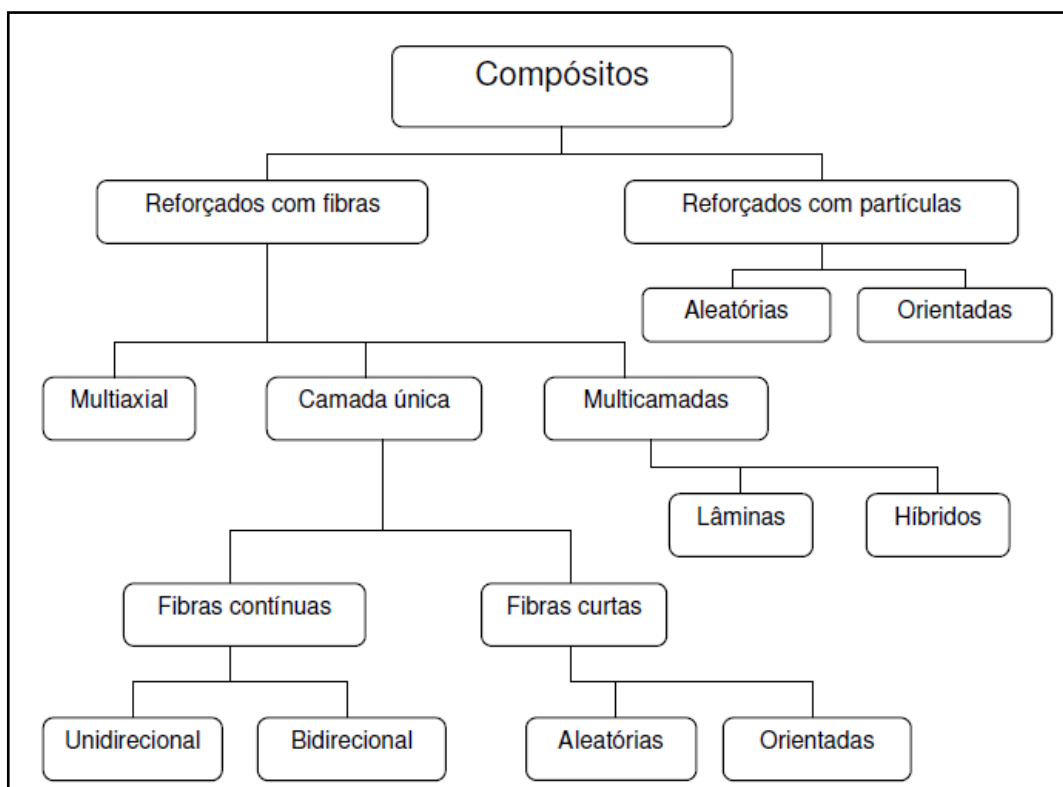 Compósitos
Reforçados com fibras
Reforçados com partículas
Aleatórias
Orientadas
Multiaxial
Camada única
Multicamadas
Lâminas
Híbridos
Fibras contínuas
Fibras curtas
Unidirecional
Bidirecional
Aleatórias
Orientadas